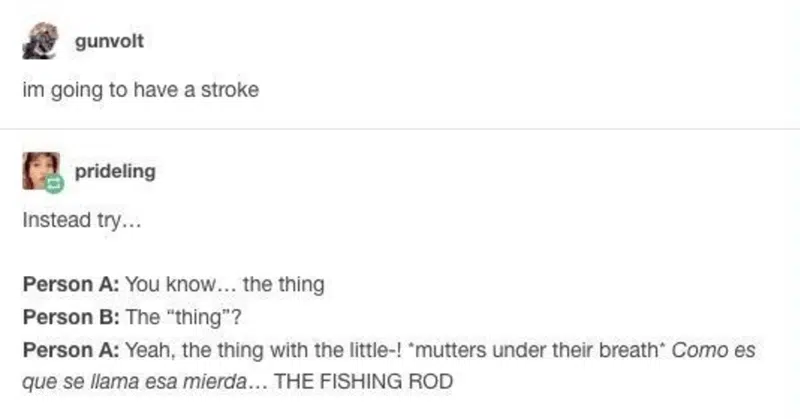 gunvolt
im going to have a stroke
prideling
Instead try...
Person A: You know... the thing
Person B: The “thing”?
Person A: Yeah, the thing with the little-! *mutters under their breath* Como es
que se llama esa mierda... THE FISHING ROD